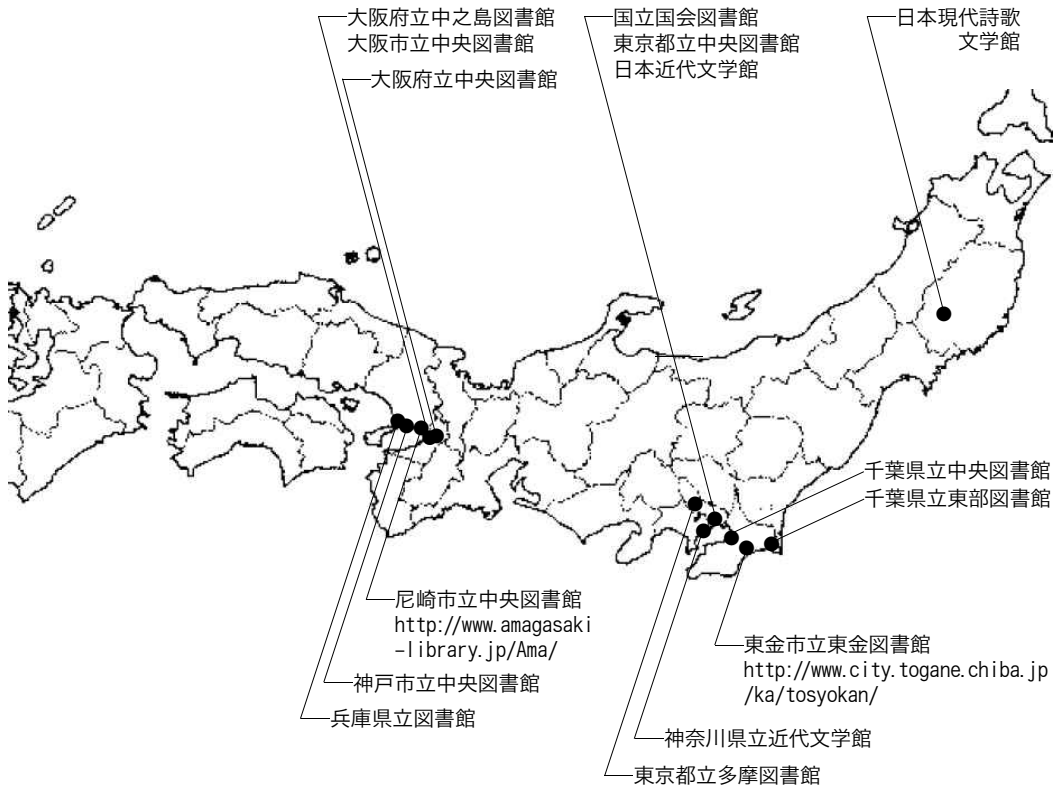 大阪府立中之島図書館
大阪市立中央図書館
大阪府立中央図書館
国立国会図書館
東京都立中央図書館
日本近代文学館
日本現代詩歌
文学館
千葉県立中央図書館
千葉県立東部図書館
尼崎市立中央図書館
http://www.amagasaki
-library.jp/Ama/
神戸市立中央図書館
兵庫県立図書館
東金市立東金図書館
http://www.city.togane.chiba.jp
/ka/tosyokan/
神奈川県立近代文学館
東京都立多摩図書館